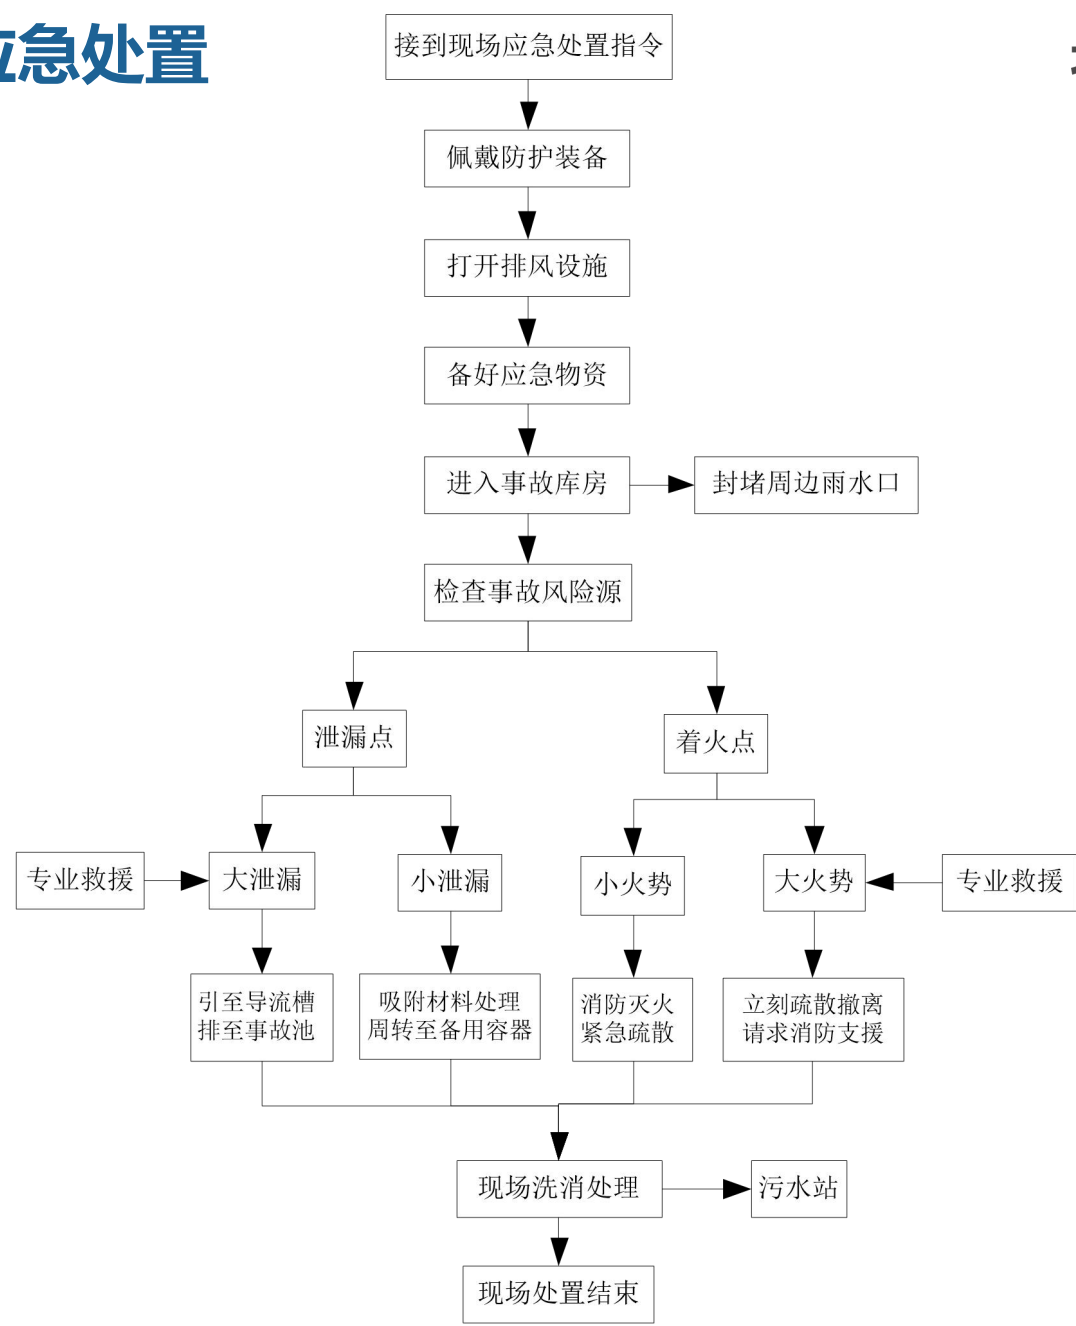 应急处置
接到现场应急处置指令
佩戴防护装备
打开排风设施
备好应急物资
进入事故库房
封堵周边雨水口
检查事故风险源
泄漏点
着火点
专业救援
大泄漏
小泄漏
小火势
大火势
专业救援
引至导流槽
排至事故池
吸附材料处理
周转至备用容器
消防灭火
紧急疏散
立刻疏散撤离
请求消防支援
现场洗消处理
污水站
现场处置结束